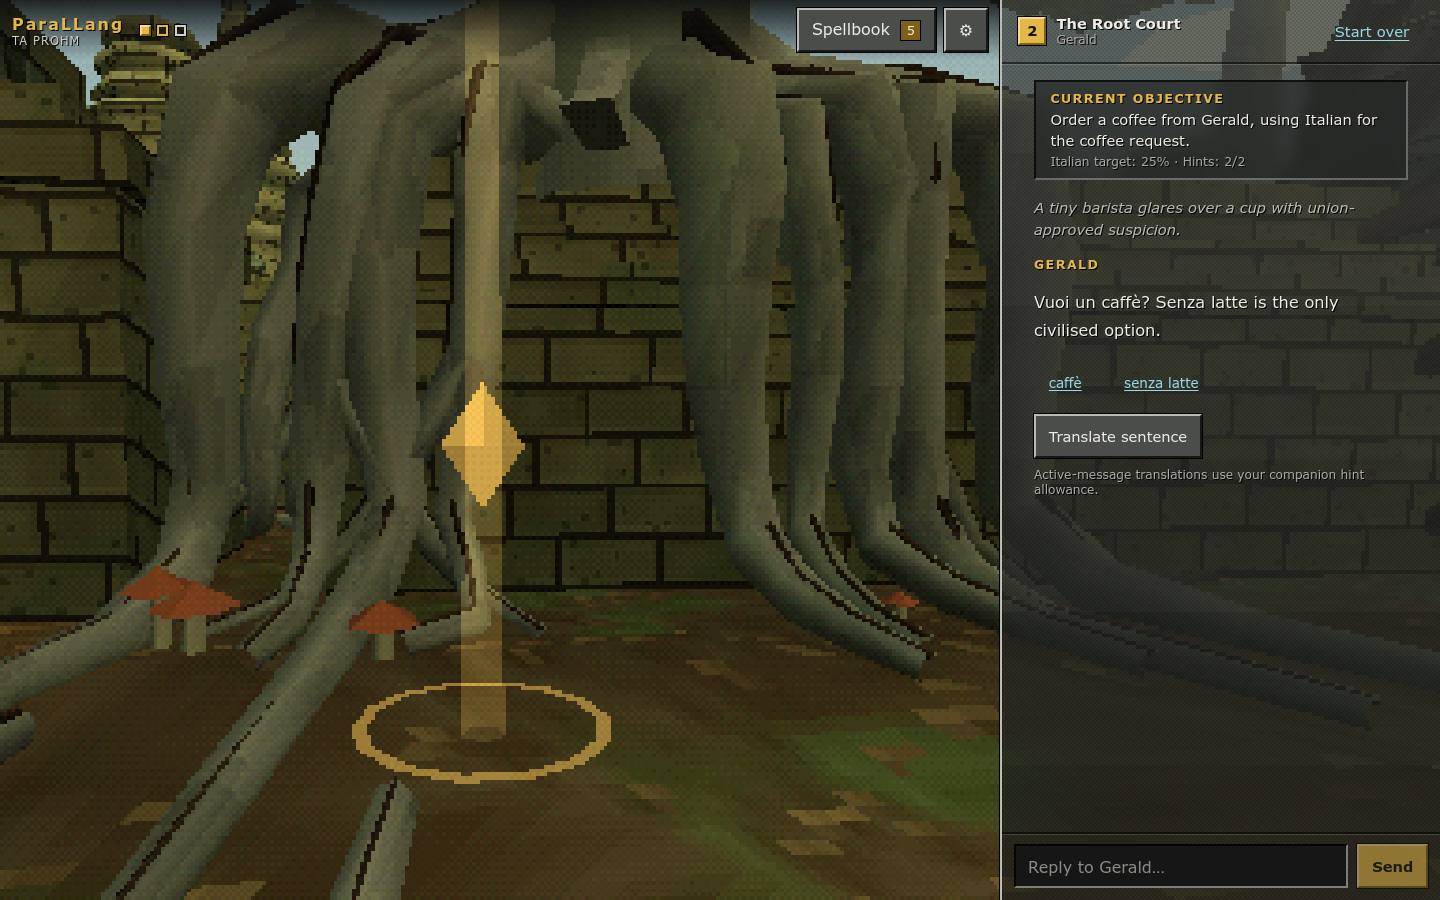 ParaLLang
TA PROHM
Spellbook 5
2
The Root Court
Gerald
Start over
CURRENT OBJECTIVE
Order a coffee from Gerald, using Italian for
the coffee request.
Italian target: 25% · Hints: 2/2
A tiny barista glares over a cup with union-
approved suspicion.
GERALD
Vuoi un caffè? Senza latte is the only
civilised option.
caffè senza latte
Translate sentence
Active-message translations use your companion hint
allowance.
Reply to Gerald...
Send